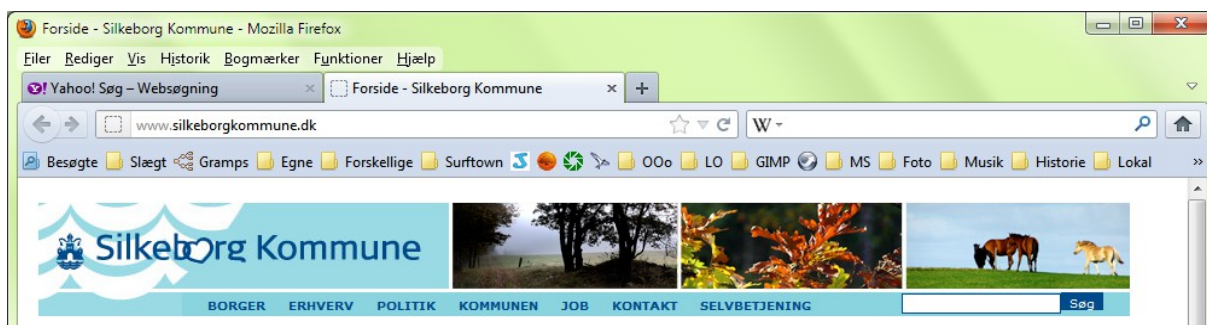 Forside - Silkeborg Kommune - Mozilla Firefox
Filer Rediger Vis Historik Bogmærker Funktioner Hjælp
Yahoo! Søg – Websøgning Forside - Silkeborg Kommune
www.silkeborgkommune.dk W
Besøgte Slægt Gramps Egne Forskellige Surftown OOo LO GIMP MS Foto Musik Historie Lokal »
Silkeborg Kommune
BORGER ERHVERV POLITIK KOMMUNEN JOB KONTAKT SELVBETJENING Søg